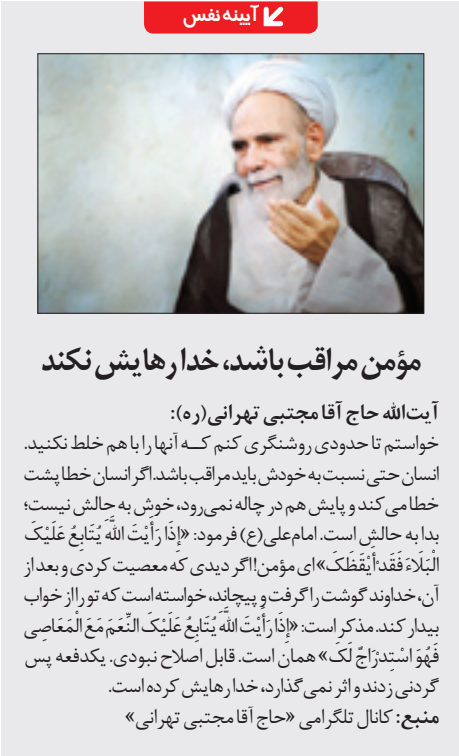 آیینه نفس
مؤمن مراقب باشد، خدا رهایش نکند
آیت‌الله حاج آقا مجتبی تهرانی(ره):
خواستم تا حدودی روشنگری کنم کـه آنها را با هم خلط نکنید.
انسان حتی نسبت به خودش باید مراقب باشد. اگر انسان خطا پشت
خطا می‌کند و پایش هم در چاله نمی‌رود، خوش به حالش نیست؛
بدا به حالش است. امام‌علی(ع) فرمود: «إِذَا رَأَیْتَ اللَّهَ یُتَابِعُ عَلَیْکَ
الْبَلَاءَ فَقَدْ أَیْقَظَکَ» ای مؤمن! اگر دیدی که معصیت کردی و بعد از
آن، خداوند گوشت را گرفت و پیچاند، خواسته است که تو را از خواب
بیدار کند. مذکر است: «إِذَا رَأَیْتَ اللَّهَ یُتَابِعُ عَلَیْکَ النِّعَمَ مَعَ الْمَعَاصِی
فَهُوَ اسْتِدْرَاجٌ لَکَ» همان است. قابل اصلاح نبودی. یکدفعه پس
گردنی زدند و اثر نمی‌گذارد، خدا رهایش کرده است.
منبع: کانال تلگرامی «حاج آقا مجتبی تهرانی»